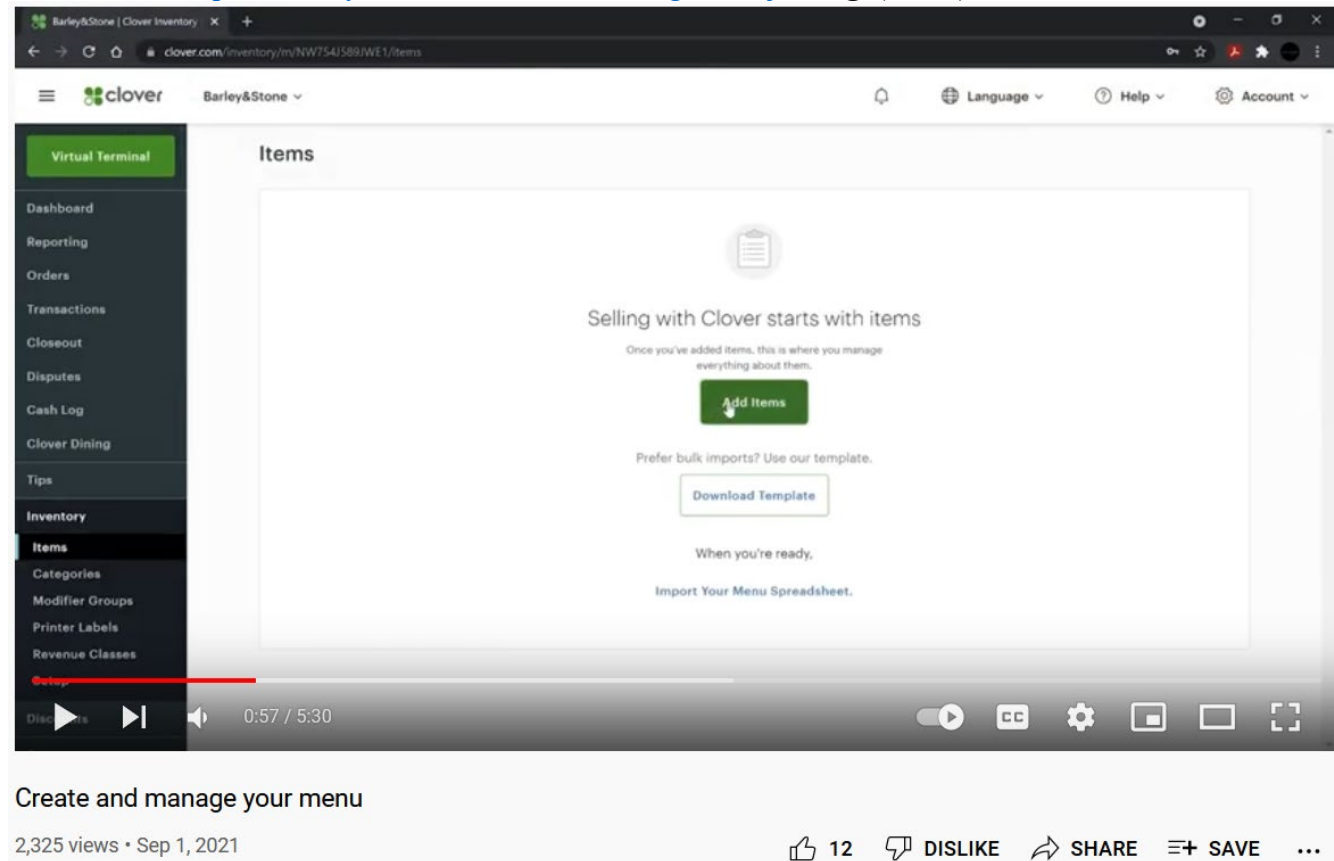 Barley&Stone | Clover Inventory
clover.com/inventory/m/NW754J589JWE1/items
clover
Barley&Stone
Language
Help
Account
Virtual Terminal
Items
Dashboard
Reporting
Orders
Transactions
Closeout
Disputes
Cash Log
Clover Dining
Tips
Inventory
Items
Categories
Modifier Groups
Printer Labels
Revenue Classes
Setup
Discounts
Selling with Clover starts with items
Once you've added items, this is where you manage
everything about them.
Add Items
Prefer bulk imports? Use our template.
Download Template
When you're ready,
Import Your Menu Spreadsheet.
0:57 / 5:30
CC
Create and manage your menu
2,325 views • Sep 1, 2021
12 DISLIKE SHARE SAVE